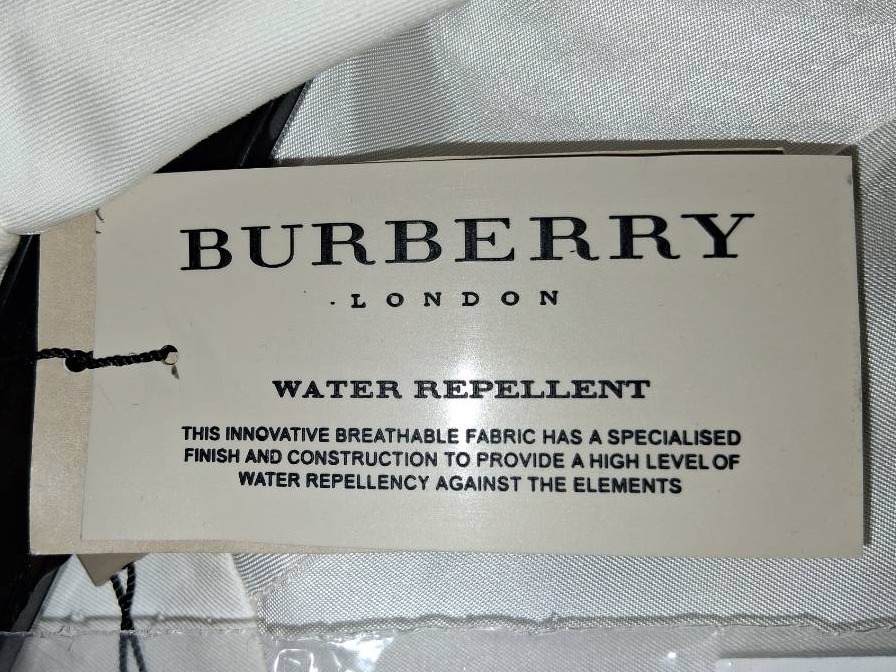 BURBERRY
· LONDON
WATER REPELLENT
THIS INNOVATIVE BREATHABLE FABRIC HAS A SPECIALISED
FINISH AND CONSTRUCTION TO PROVIDE A HIGH LEVEL OF
WATER REPELLENCY AGAINST THE ELEMENTS